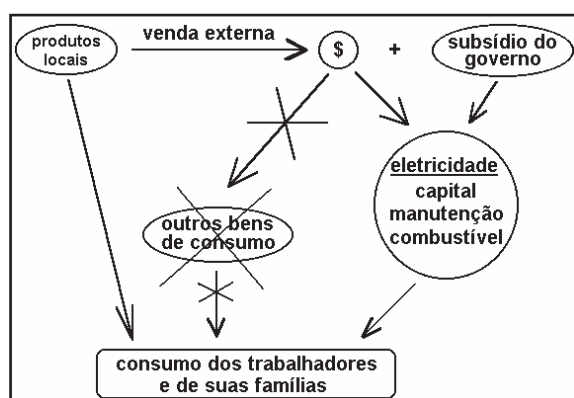 produtos
locais
venda externa
$
+
subsídio do
governo
eletricidade
capital
manutenção
combustível
outros bens
de consumo
consumo dos trabalhadores
e de suas famílias